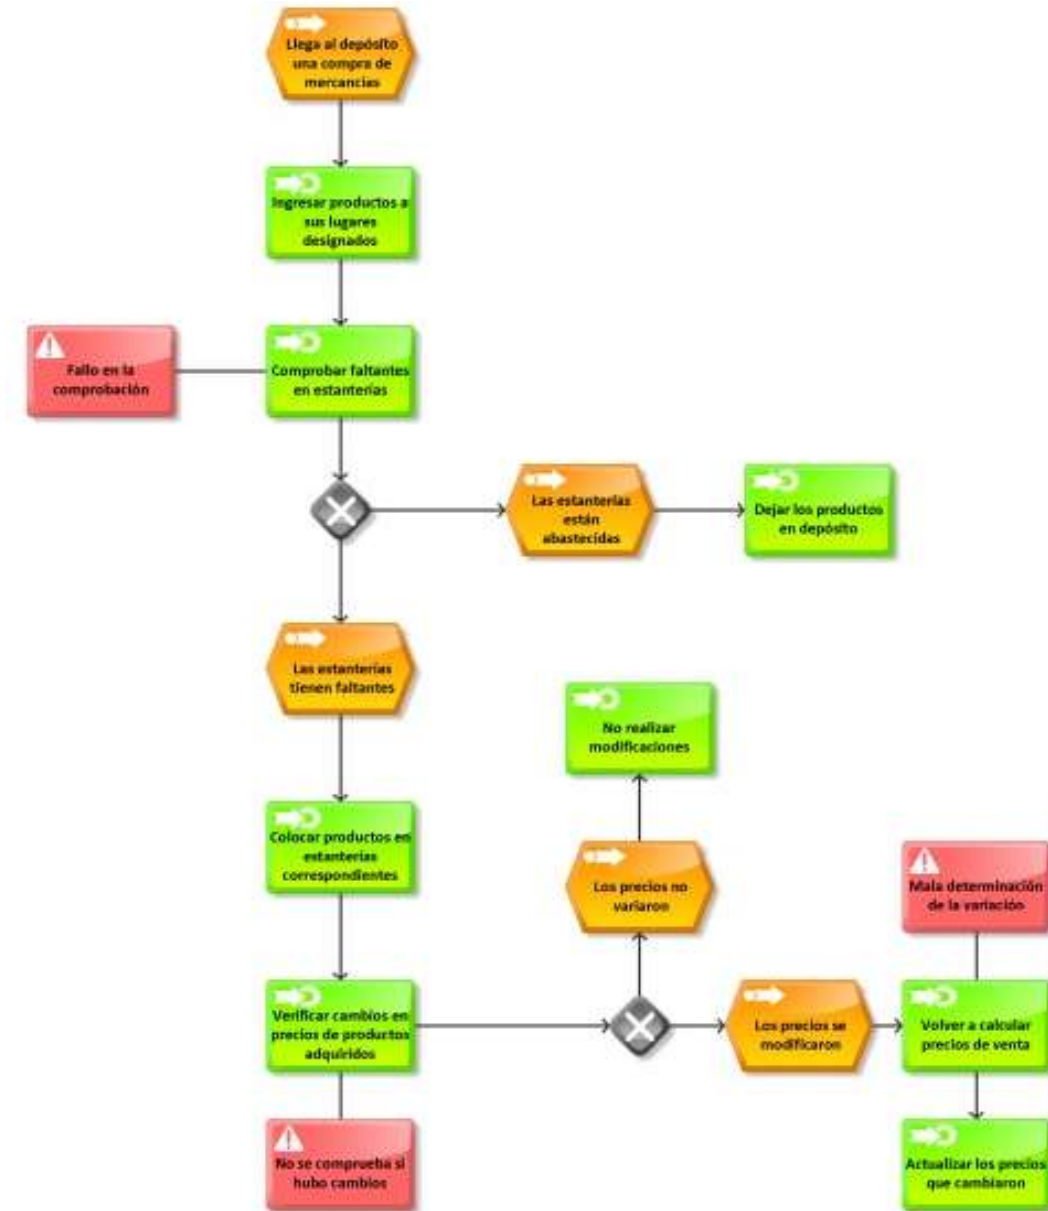 Llega al depósito
una compra de
mercancías
Ingresar productos a
sus lugares
designados
Fallo en la
comprobación
Comprobar faltantes
en estanterías
Las estanterías
están
abastecidas
Dejar los productos
en depósito
Las estanterías
tienen faltantes
No realizar
modificaciones
Colocar productos en
estanterías
correspondientes
Los precios no
variaron
Mala determinación
de la variación
Verificar cambios en
precios de productos
adquiridos
Los precios se
modificaron
Volver a calcular
precios de venta
No se comprueba si
hubo cambios
Actualizar los precios
que cambiaron